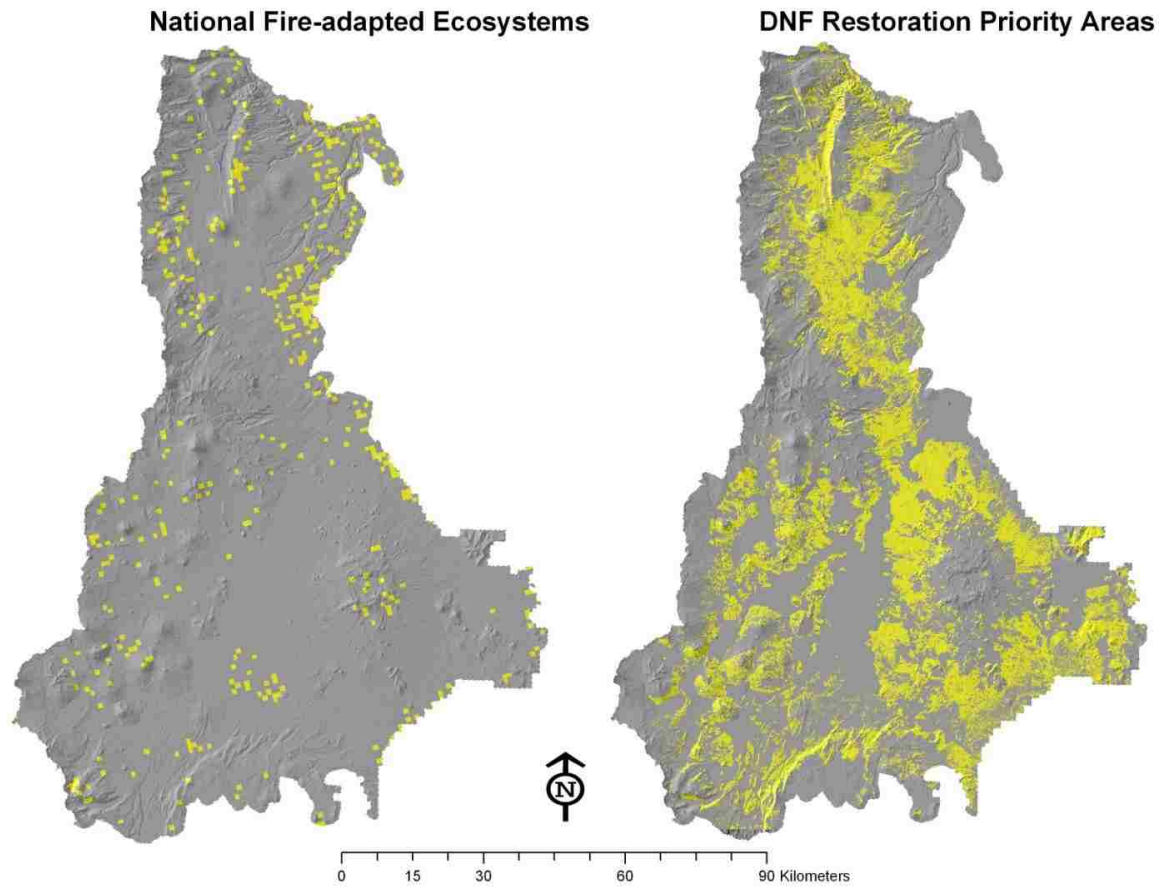 National Fire-adapted Ecosystems
DNF Restoration Priority Areas
N
0 15 30 60 90 Kilometers